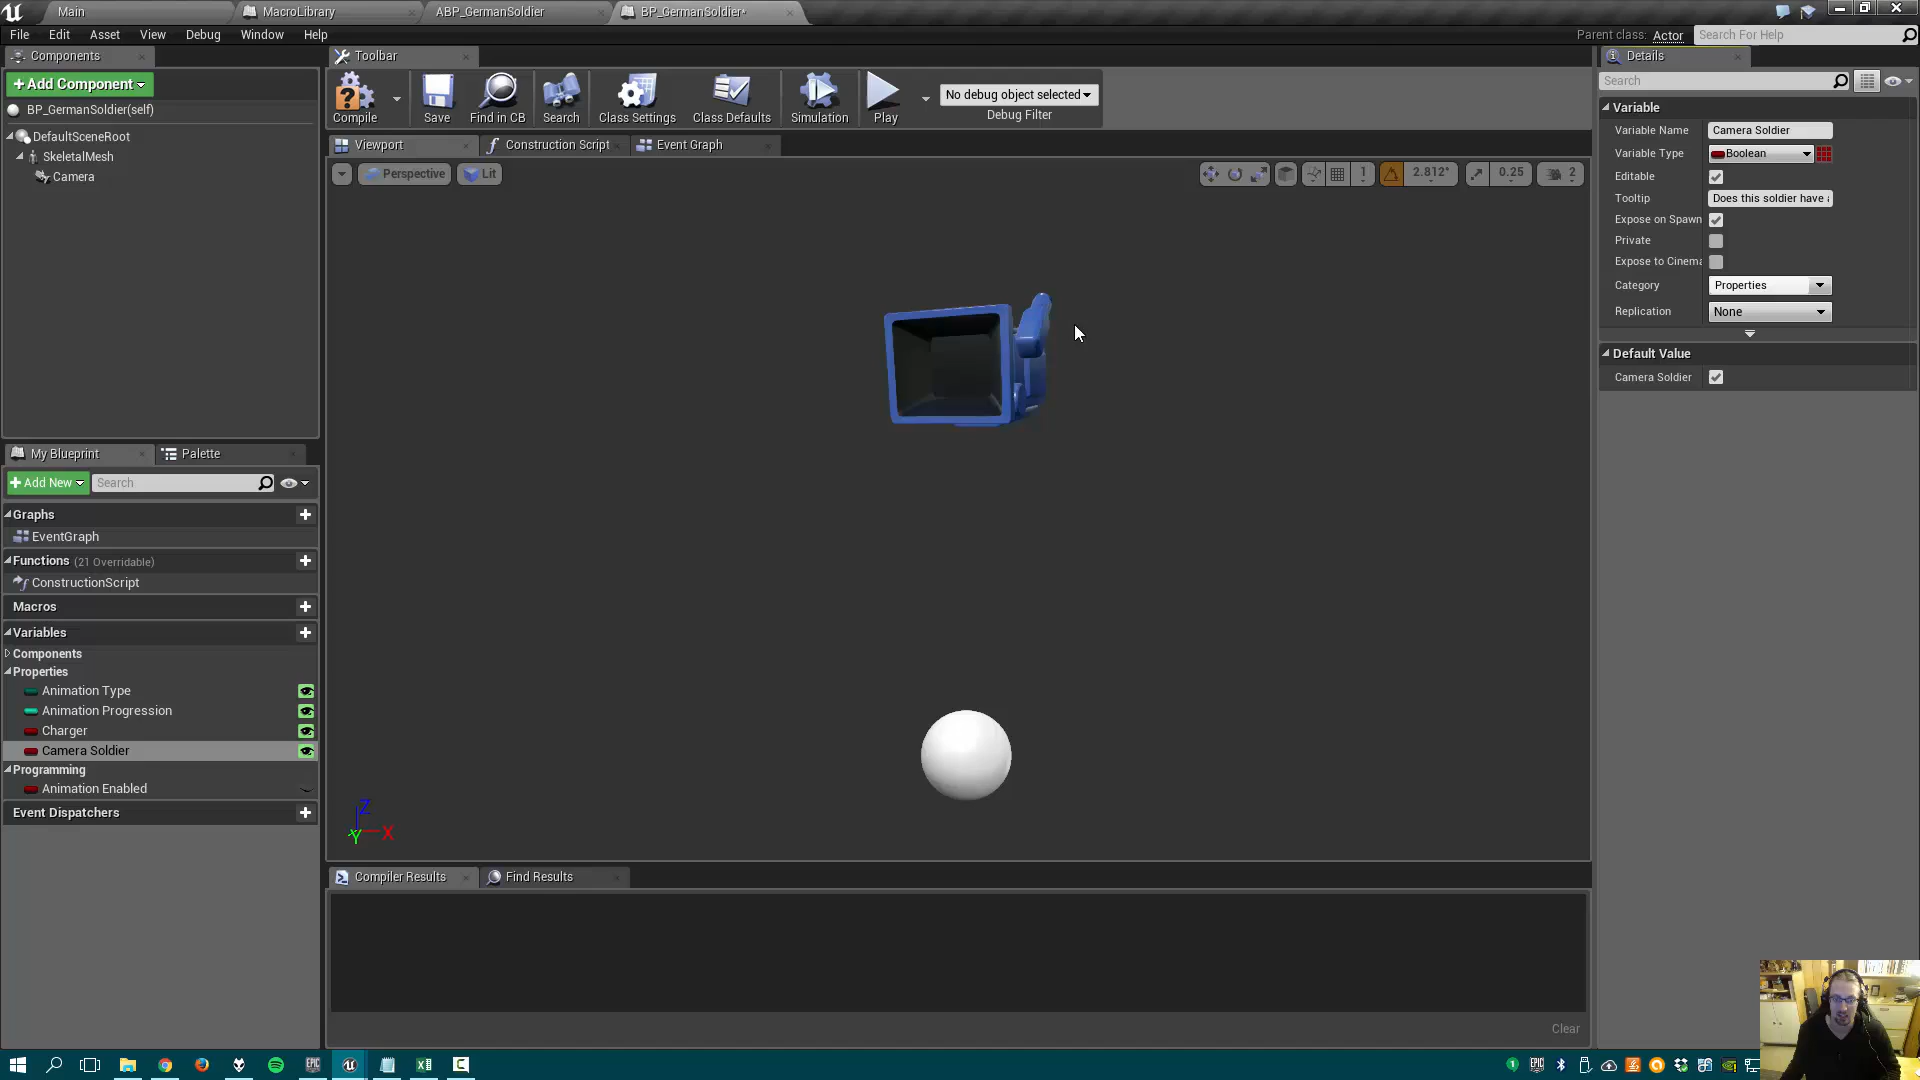 Main
MacroLibrary
ABP_GermanSoldier
BP_GermanSoldier*
File Edit Asset View Debug Window Help
Parent class: Actor
Search For Help
Components
Toolbar
Details
+ Add Component
Search
BP_GermanSoldier(self)
DefaultSceneRoot
SkeletalMesh
Camera
Compile
Save
Find in CB
Search
Class Settings
Class Defaults
Simulation
Play
No debug object selected
Debug Filter
Viewport
Construction Script
Event Graph
Perspective
Lit
1
2.812°
0.25
2
Variable
Variable Name
Camera Soldier
Variable Type
Boolean
Editable
Tooltip
Does this soldier have
Expose on Spawn
Private
Expose to Cinema
Category
Properties
Replication
None
Default Value
Camera Soldier
My Blueprint
Palette
+ Add New
Search
Graphs
EventGraph
Functions (21 Overridable)
ConstructionScript
Macros
Variables
Components
Properties
Animation Type
Animation Progression
Charger
Camera Soldier
Programming
Animation Enabled
Event Dispatchers
Z
Y
X
Compiler Results
Find Results
Clear